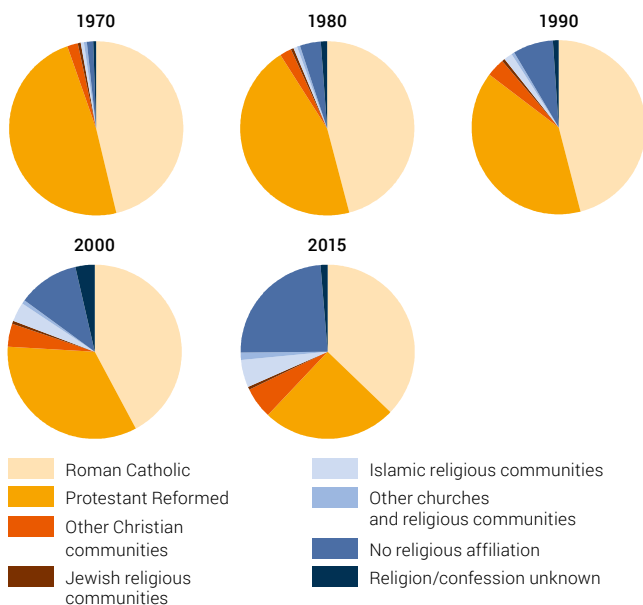 1970
1980
1990
2000
2015
Roman Catholic
Protestant Reformed
Other Christian
communities
Jewish religious
communities
Islamic religious communities
Other churches
and religious communities
No religious affiliation
Religion/confession unknown